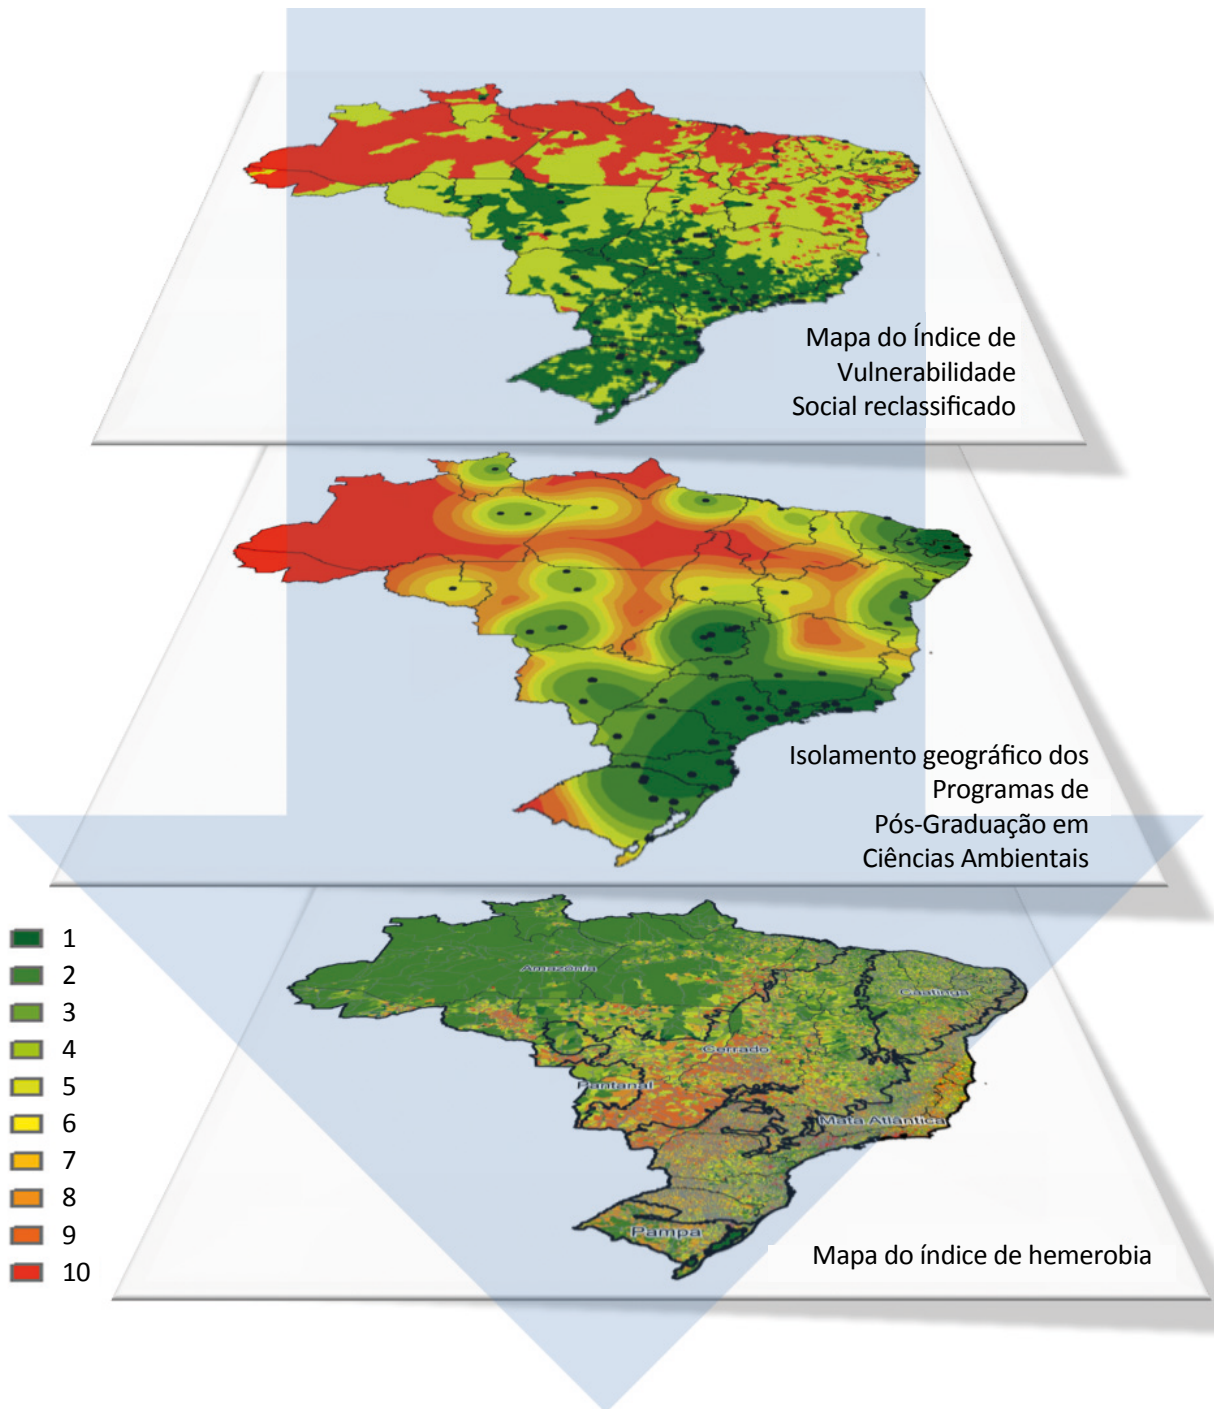 Mapa do Índice de
Vulnerabilidade
Social reclassificado
Isolamento geográfico dos
Programas de
Pós-Graduação em
Ciências Ambientais
1
2
3
4
5
6
7
8
9
10
Amazônia
Caatinga
Cerrado
Pantanal
Mata Atlântica
Pampa
Mapa do índice de hemerobia